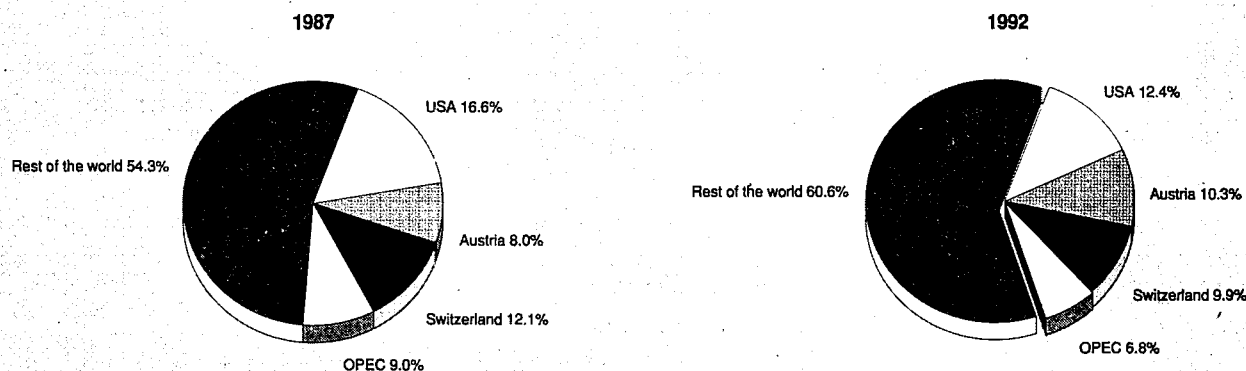 1987
USA 16.6%
Rest of the world 54.3%
Austria 8.0%
Switzerland 12.1%
OPEC 9.0%
1992
USA 12.4%
Rest of the world 60.6%
Austria 10.3%
Switzerland 9.9%
OPEC 6.8%